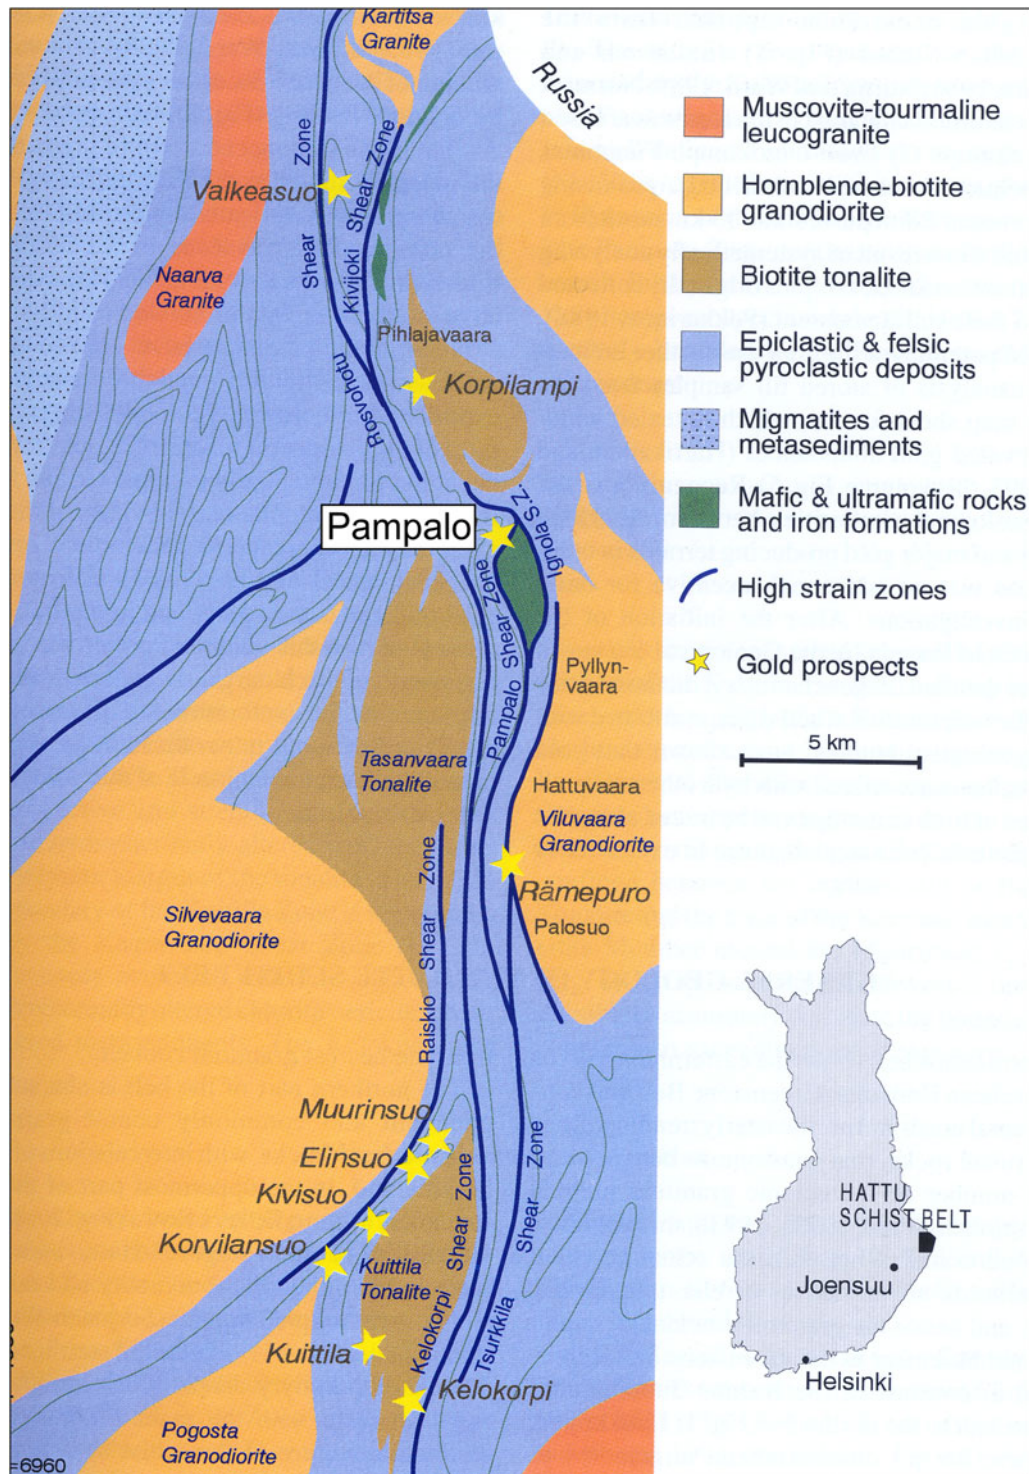 Kartitsa
Granite
Russia
Shear Zone
Kivijoki Shear Zone
Valkeasuo
Naarva
Granite
Pihlajavaara
Korpilampi
Rosvohotu
Pampalo
Ignola S.Z.
Pampalo Shear Zone
Pyllyn-
vaara
Tasanvaara
Tonalite
Hattuvaara
Viluvaara
Granodiorite
Rämepuro
Palosuo
Silvevaara
Granodiorite
Raiskio Shear Zone
Muurinsuo
Elinsuo
Kivisuo
Korvilansuo
Kuittila
Tonalite
Kelokorpi Shear Zone
Tsurkkila Shear Zone
Kuittila
Kelokorpi
Pogosta
Granodiorite
=6960
Muscovite-tourmaline
leucogranite
Hornblende-biotite
granodiorite
Biotite tonalite
Epiclastic & felsic
pyroclastic deposits
Migmatites and
metasediments
Mafic & ultramafic rocks
and iron formations
High strain zones
Gold prospects
5 km
HATTU
SCHIST BELT
Joensuu
Helsinki